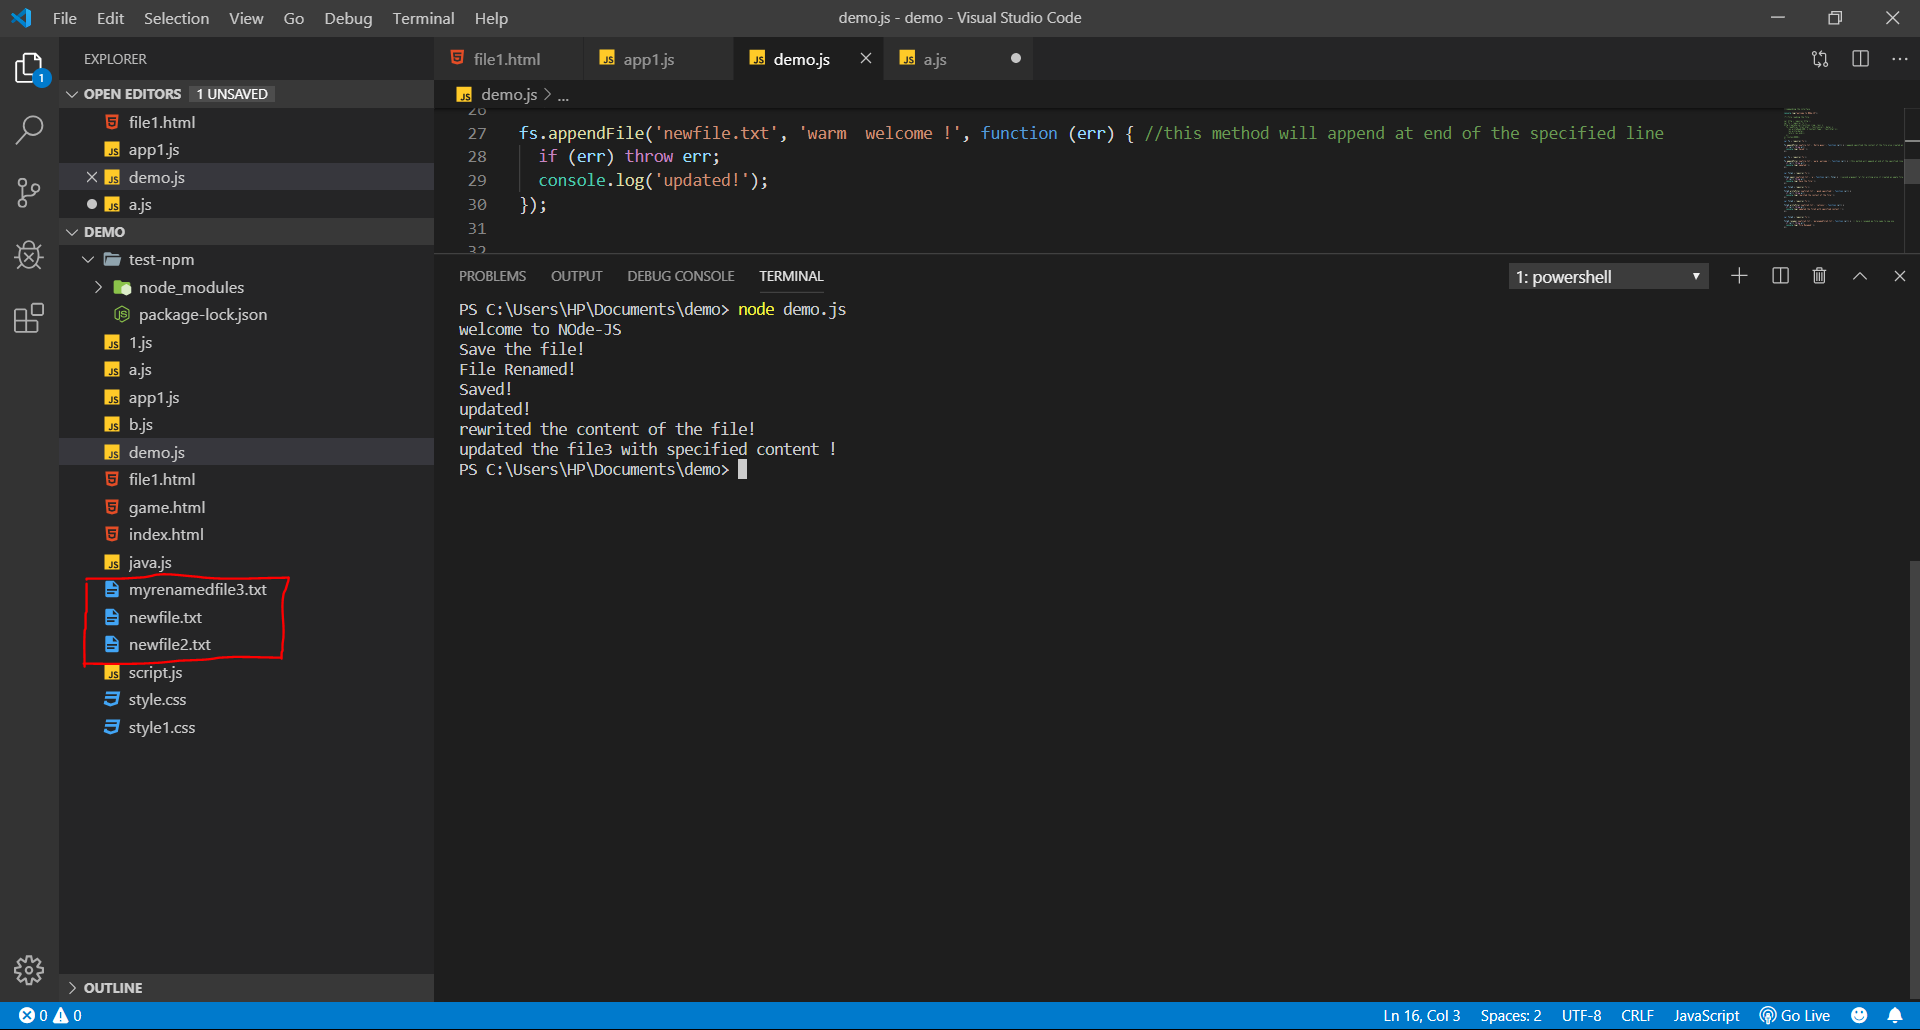 File Edit Selection View Go Debug Terminal Help
demo.js - demo - Visual Studio Code
EXPLORER
OPEN EDITORS 1 UNSAVED
file1.html
app1.js
demo.js
a.js
DEMO
test-npm
node_modules
package-lock.json
1.js
a.js
app1.js
b.js
demo.js
file1.html
game.html
index.html
java.js
myrenamedfile3.txt
newfile.txt
newfile2.txt
script.js
style.css
style1.css
OUTLINE
1
file1.html app1.js demo.js a.js
demo.js > ...
26
27 fs.appendFile('newfile.txt', 'warm  welcome !', function (err) { //this method will append at end of the specified line
28 if (err) throw err;
29 console.log('updated!');
30 });
31
32
PROBLEMS OUTPUT DEBUG CONSOLE TERMINAL
1: powershell
PS C:\Users\HP\Documents\demo> node demo.js
welcome to NOde-JS
Save the file!
File Renamed!
Saved!
updated!
rewrited the content of the file!
updated the file3 with specified content !
PS C:\Users\HP\Documents\demo>
0 0
Ln 16, Col 3 Spaces: 2 UTF-8 CRLF JavaScript Go Live